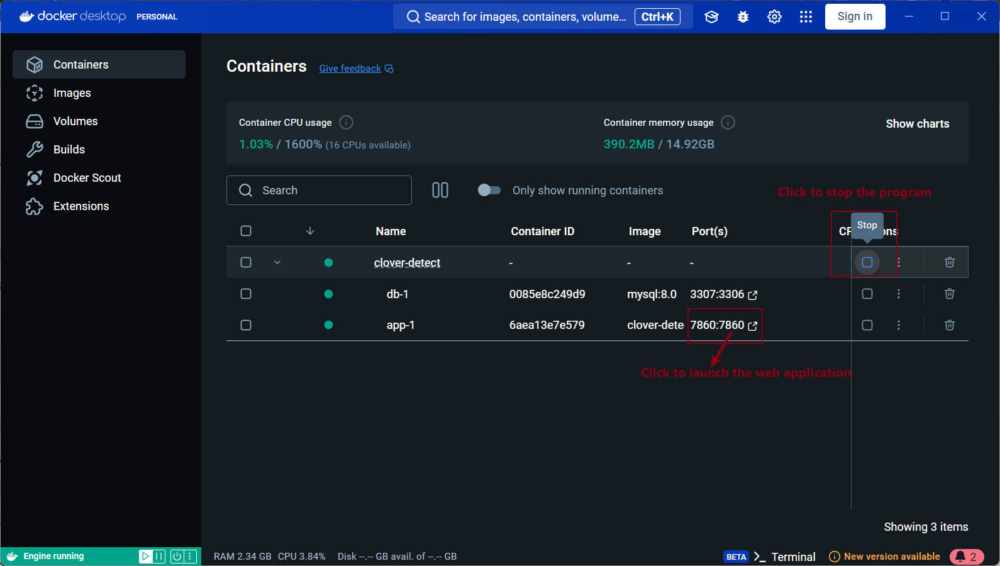 docker desktop PERSONAL
Search for images, containers, volume... Ctrl+K
Sign in
Containers
Images
Volumes
Builds
Docker Scout
Extensions
Containers Give feedback
Container CPU usage
1.03% / 1600% (16 CPUs available)
Container memory usage
390.2MB / 14.92GB
Show charts
Search
Only show running containers
Click to stop the program
Stop
Name Container ID Image Port(s) CP ons
clover-detect - - -
db-1 0085e8c249d9 mysql:8.0 3307:3306
app-1 6aea13e7e579 clover-dete 7860:7860
Click to launch the web application
Showing 3 items
Engine running
RAM 2.34 GB CPU 3.84% Disk --.-- GB avail. of --.-- GB
BETA >_ Terminal New version available 2